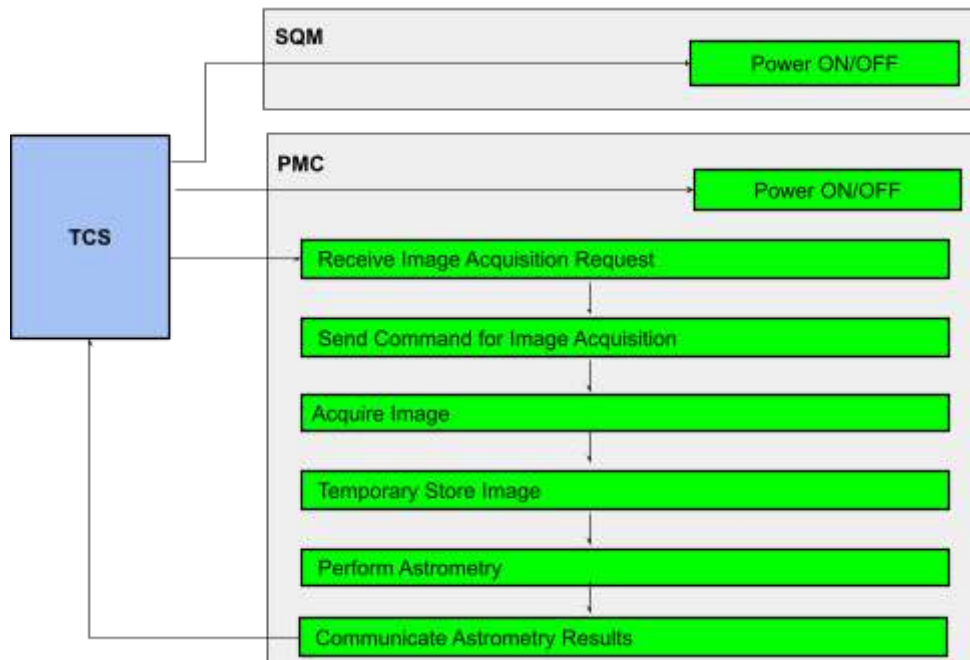 SQM
Power ON/OFF
PMC
Power ON/OFF
TCS
Receive Image Acquisition Request
Send Command for Image Acquisition
Acquire Image
Temporary Store Image
Perform Astrometry
Communicate Astrometry Results